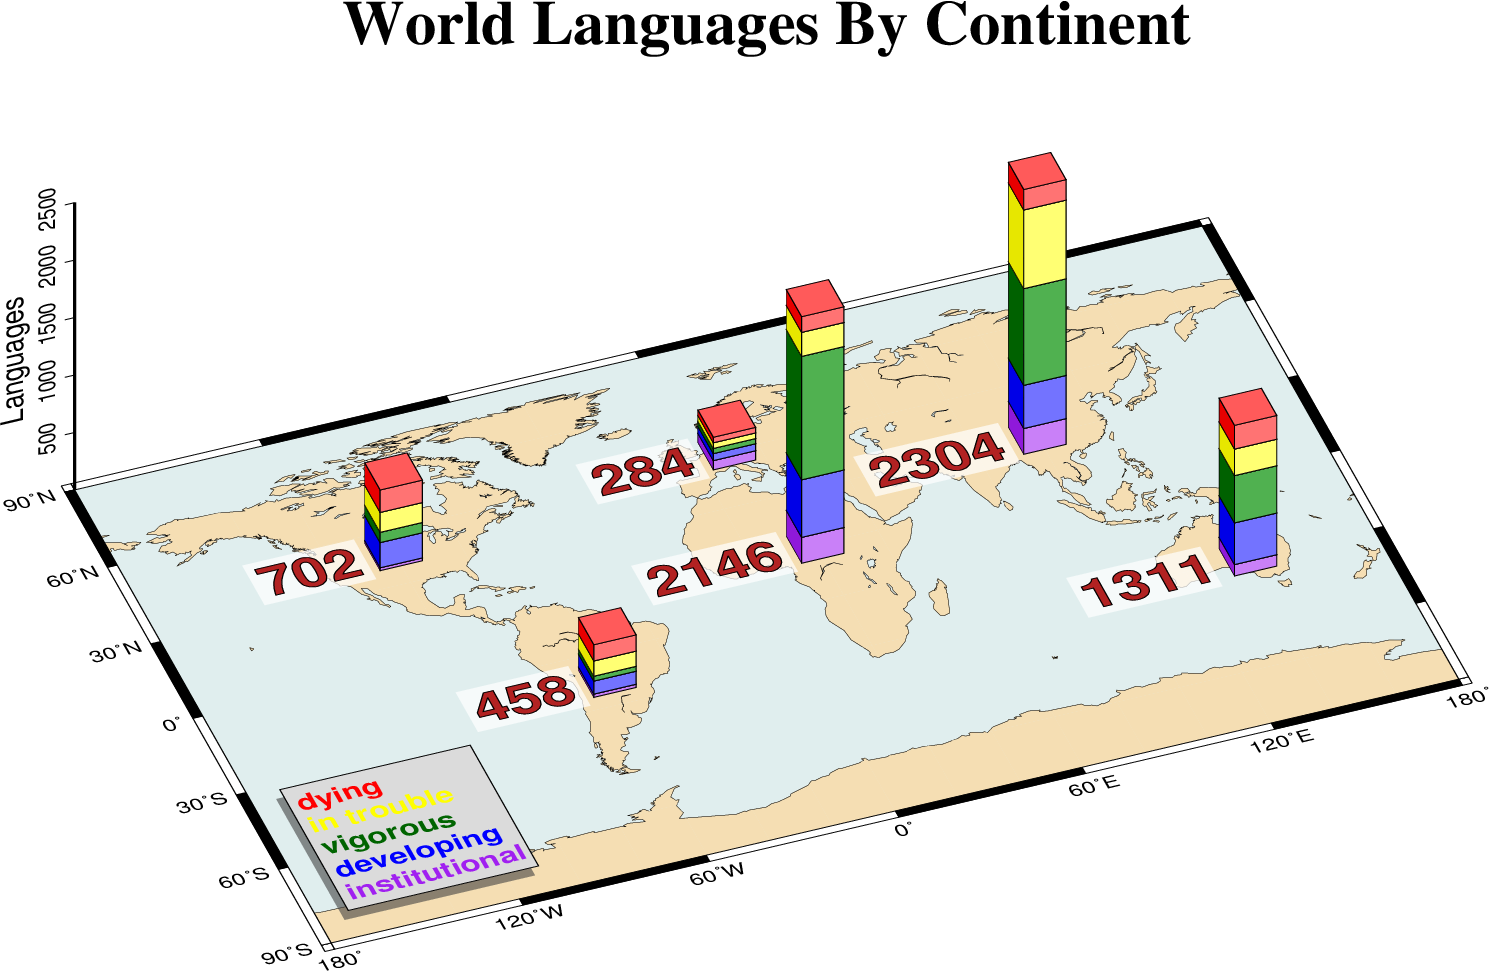 World Languages By Continent
2500
2000
1500
1000
500
Languages
90°N
60°N
30°N
0°
30°S
60°S
90°S
180°
120°W
60°W
0°
60°E
120°E
180°
702
458
284
2146
2304
1311
dying
in trouble
vigorous
developing
institutional